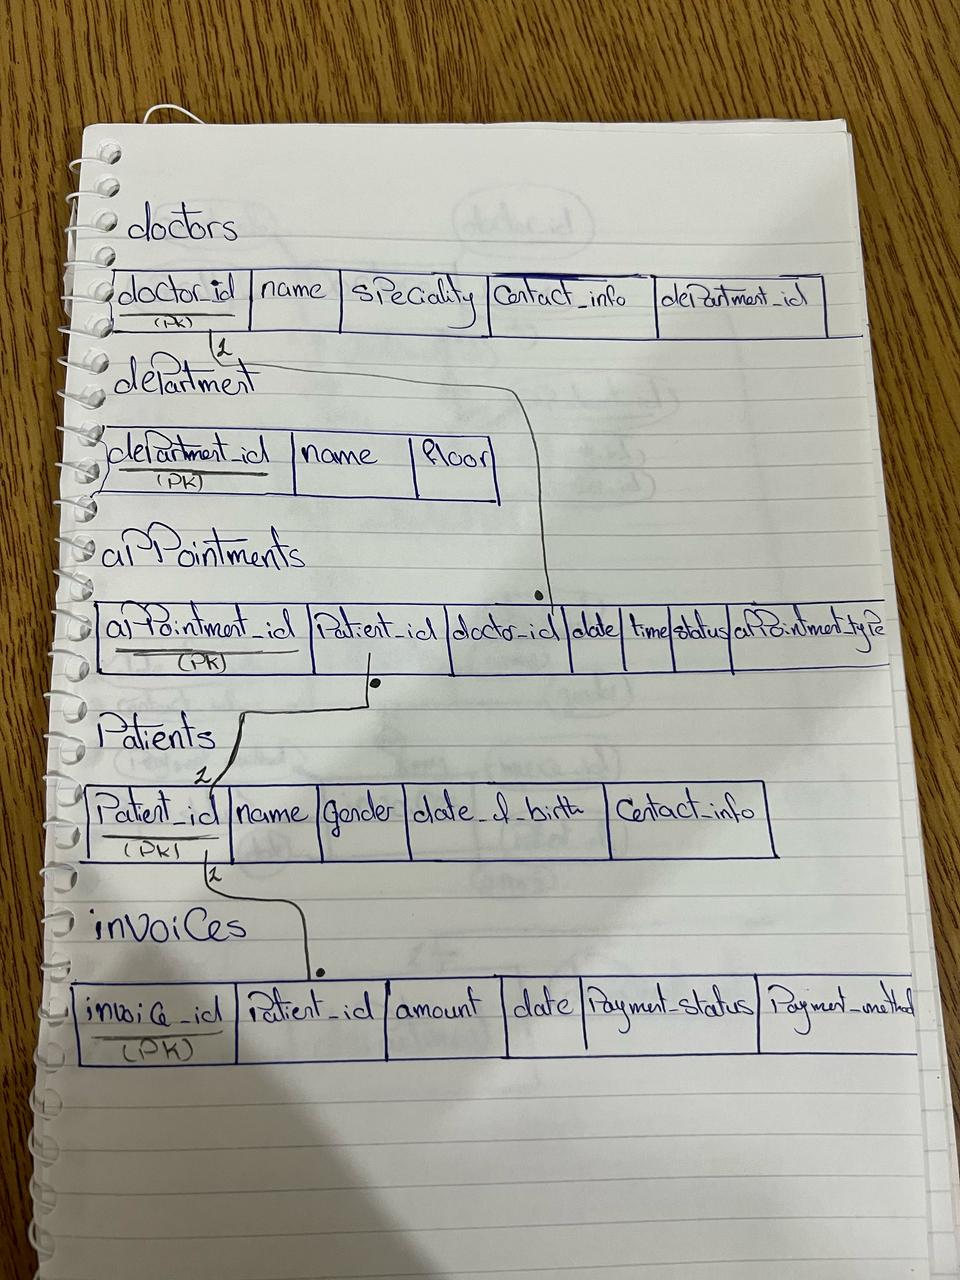 doctors
doctor_id name speciality Contact_info department_id
(PK)
1
department
department_id name floor
(PK)
appointments
appointment_id Patient_id doctor_id date time status appointment_type
(PK)
Patients
1
Patient_id name gender date_of_birth Contact_info
(PK)
1
invoices
invoice_id Patient_id amount date Payment_status Payment_method
(PK)